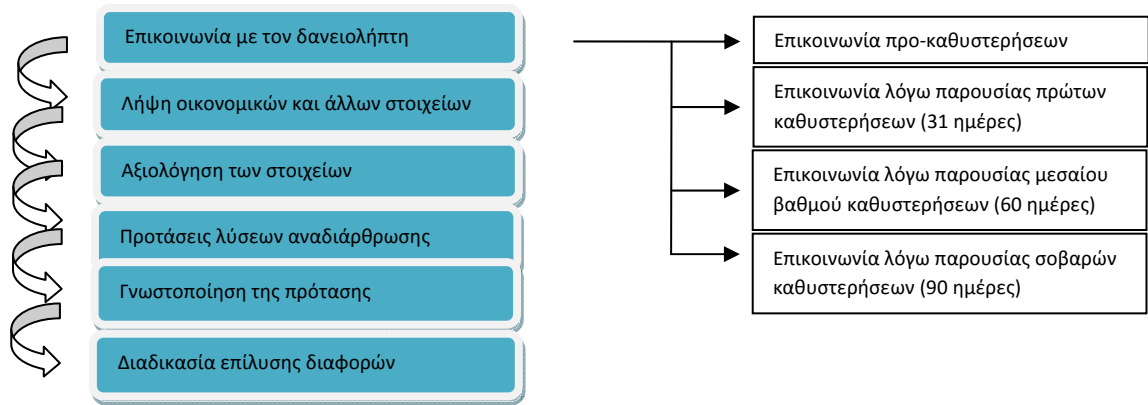 Επικοινωνία με τον δανειολήπτη
Λήψη οικονομικών και άλλων στοιχείων
Αξιολόγηση των στοιχείων
Προτάσεις λύσεων αναδιάρθρωσης
Γνωστοποίηση της πρότασης
Διαδικασία επίλυσης διαφορών
Επικοινωνία προ-καθυστερήσεων
Επικοινωνία λόγω παρουσίας πρώτων
καθυστερήσεων (31 ημέρες)
Επικοινωνία λόγω παρουσίας μεσαίου
βαθμού καθυστερήσεων (60 ημέρες)
Επικοινωνία λόγω παρουσίας σοβαρών
καθυστερήσεων (90 ημέρες)